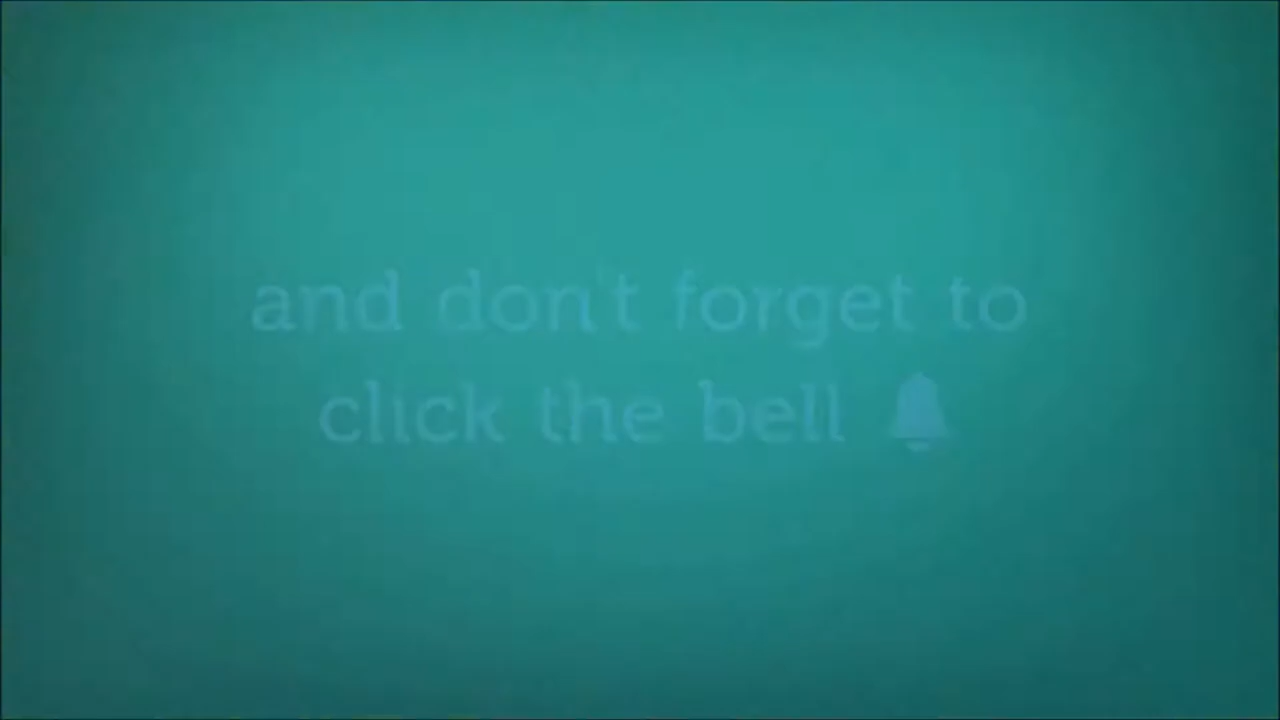 and don't forget to
click the bell 🔔